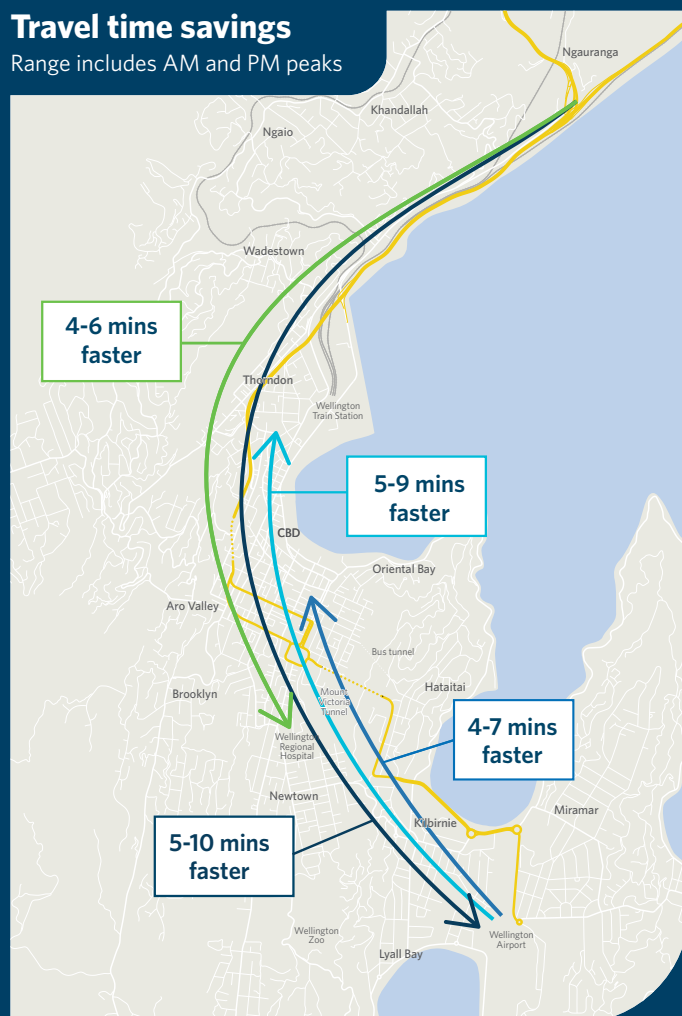 Travel time savings
Range includes AM and PM peaks
Ngauranga
Khandallah
Ngaio
Wadestown
4-6 mins
faster
Thorndon
Wellington
Train Station
5-9 mins
faster
CBD
Oriental Bay
Aro Valley
Bus tunnel
Hataitai
Brooklyn
Mount
Victoria
Tunnel
4-7 mins
faster
Wellington
Regional
Hospital
Newtown
Miramar
Kilbirnie
5-10 mins
faster
Wellington
Zoo
Wellington
Airport
Lyall Bay